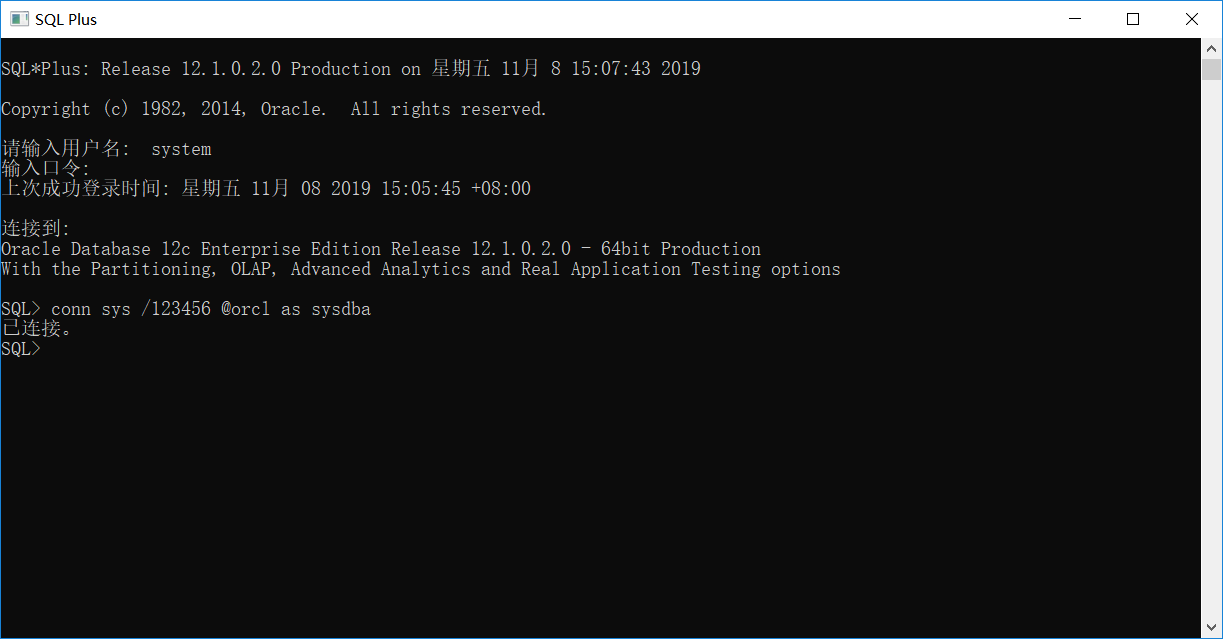 SQL Plus
SQL*Plus: Release 12.1.0.2.0 Production on 星期五 11月 8 15:07:43 2019
Copyright (c) 1982, 2014, Oracle.  All rights reserved.
请输入用户名:  system
输入口令:
上次成功登录时间: 星期五 11月 08 2019 15:05:45 +08:00
连接到:
Oracle Database 12c Enterprise Edition Release 12.1.0.2.0 - 64bit Production
With the Partitioning, OLAP, Advanced Analytics and Real Application Testing options
SQL> conn sys /123456 @orcl as sysdba
已连接。
SQL>